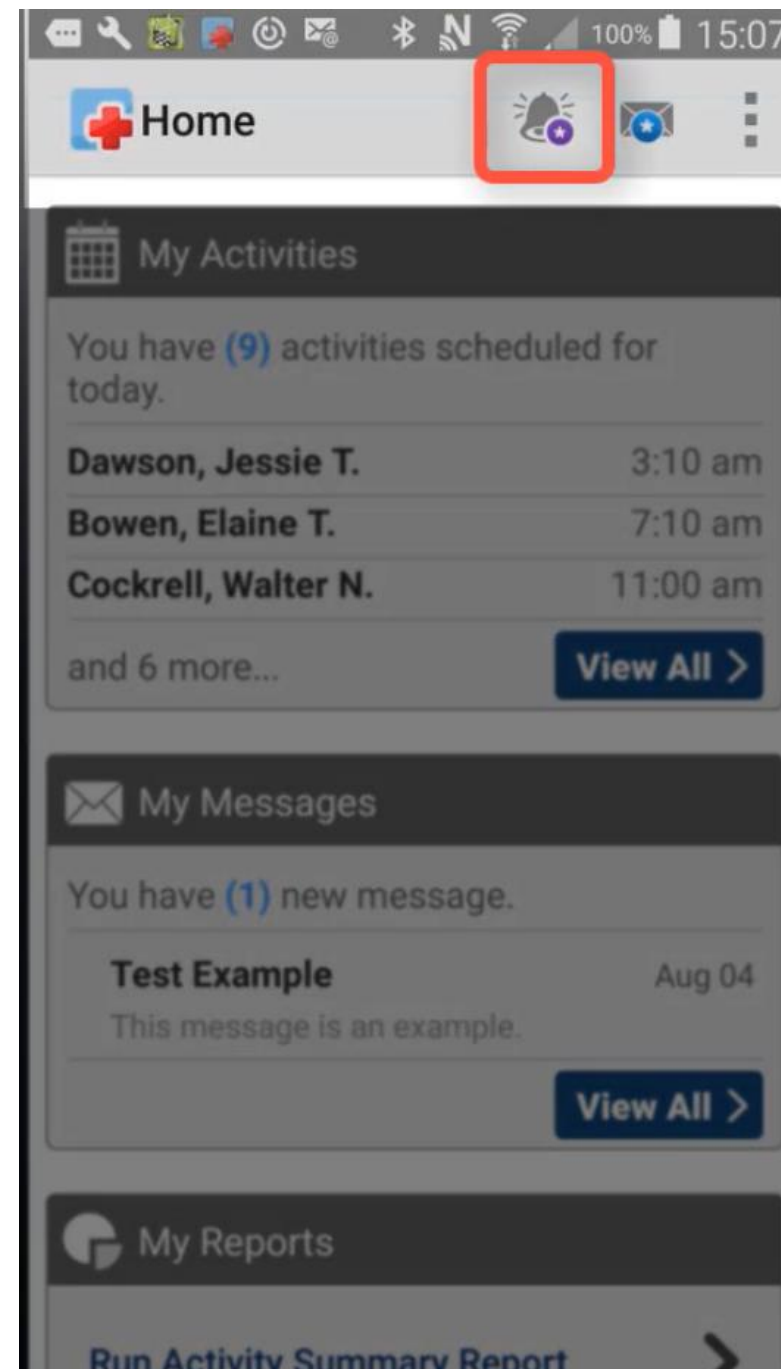 100% 15:07
Home
My Activities
You have (9) activities scheduled for
today.
Dawson, Jessie T. 3:10 am
Bowen, Elaine T. 7:10 am
Cockrell, Walter N. 11:00 am
and 6 more... View All >
My Messages
You have (1) new message.
Test Example Aug 04
This message is an example.
View All >
My Reports
Run Activity Summary Report